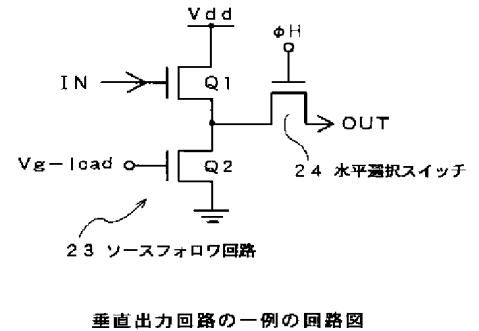 Vdd
φH
IN
Q1
OUT
Vg-load
Q2
24 水平選択スイッチ
23 ソースフォロワ回路
垂直出力回路の一例の回路図